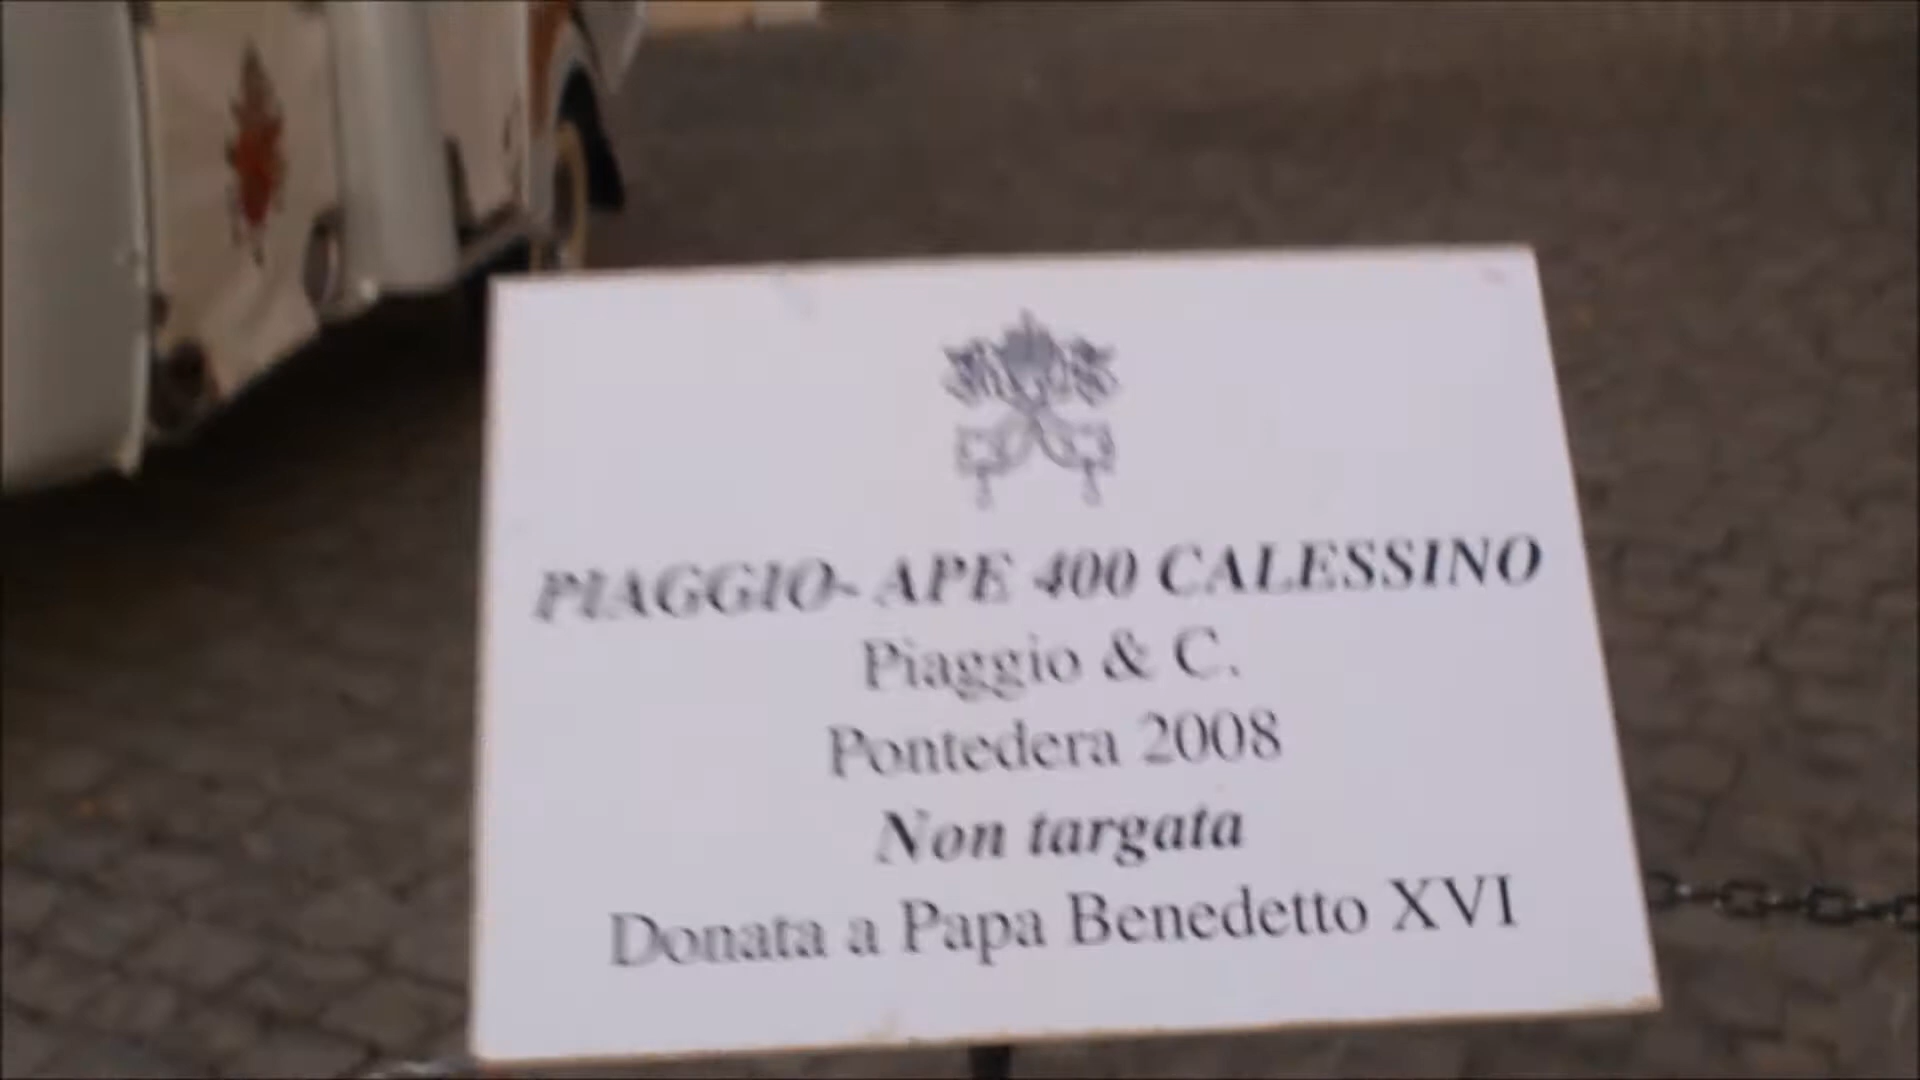 PIAGGIO- APE 400 CALESSINO
Piaggio & C.
Pontedera 2008
Non targata
Donata a Papa Benedetto XVI